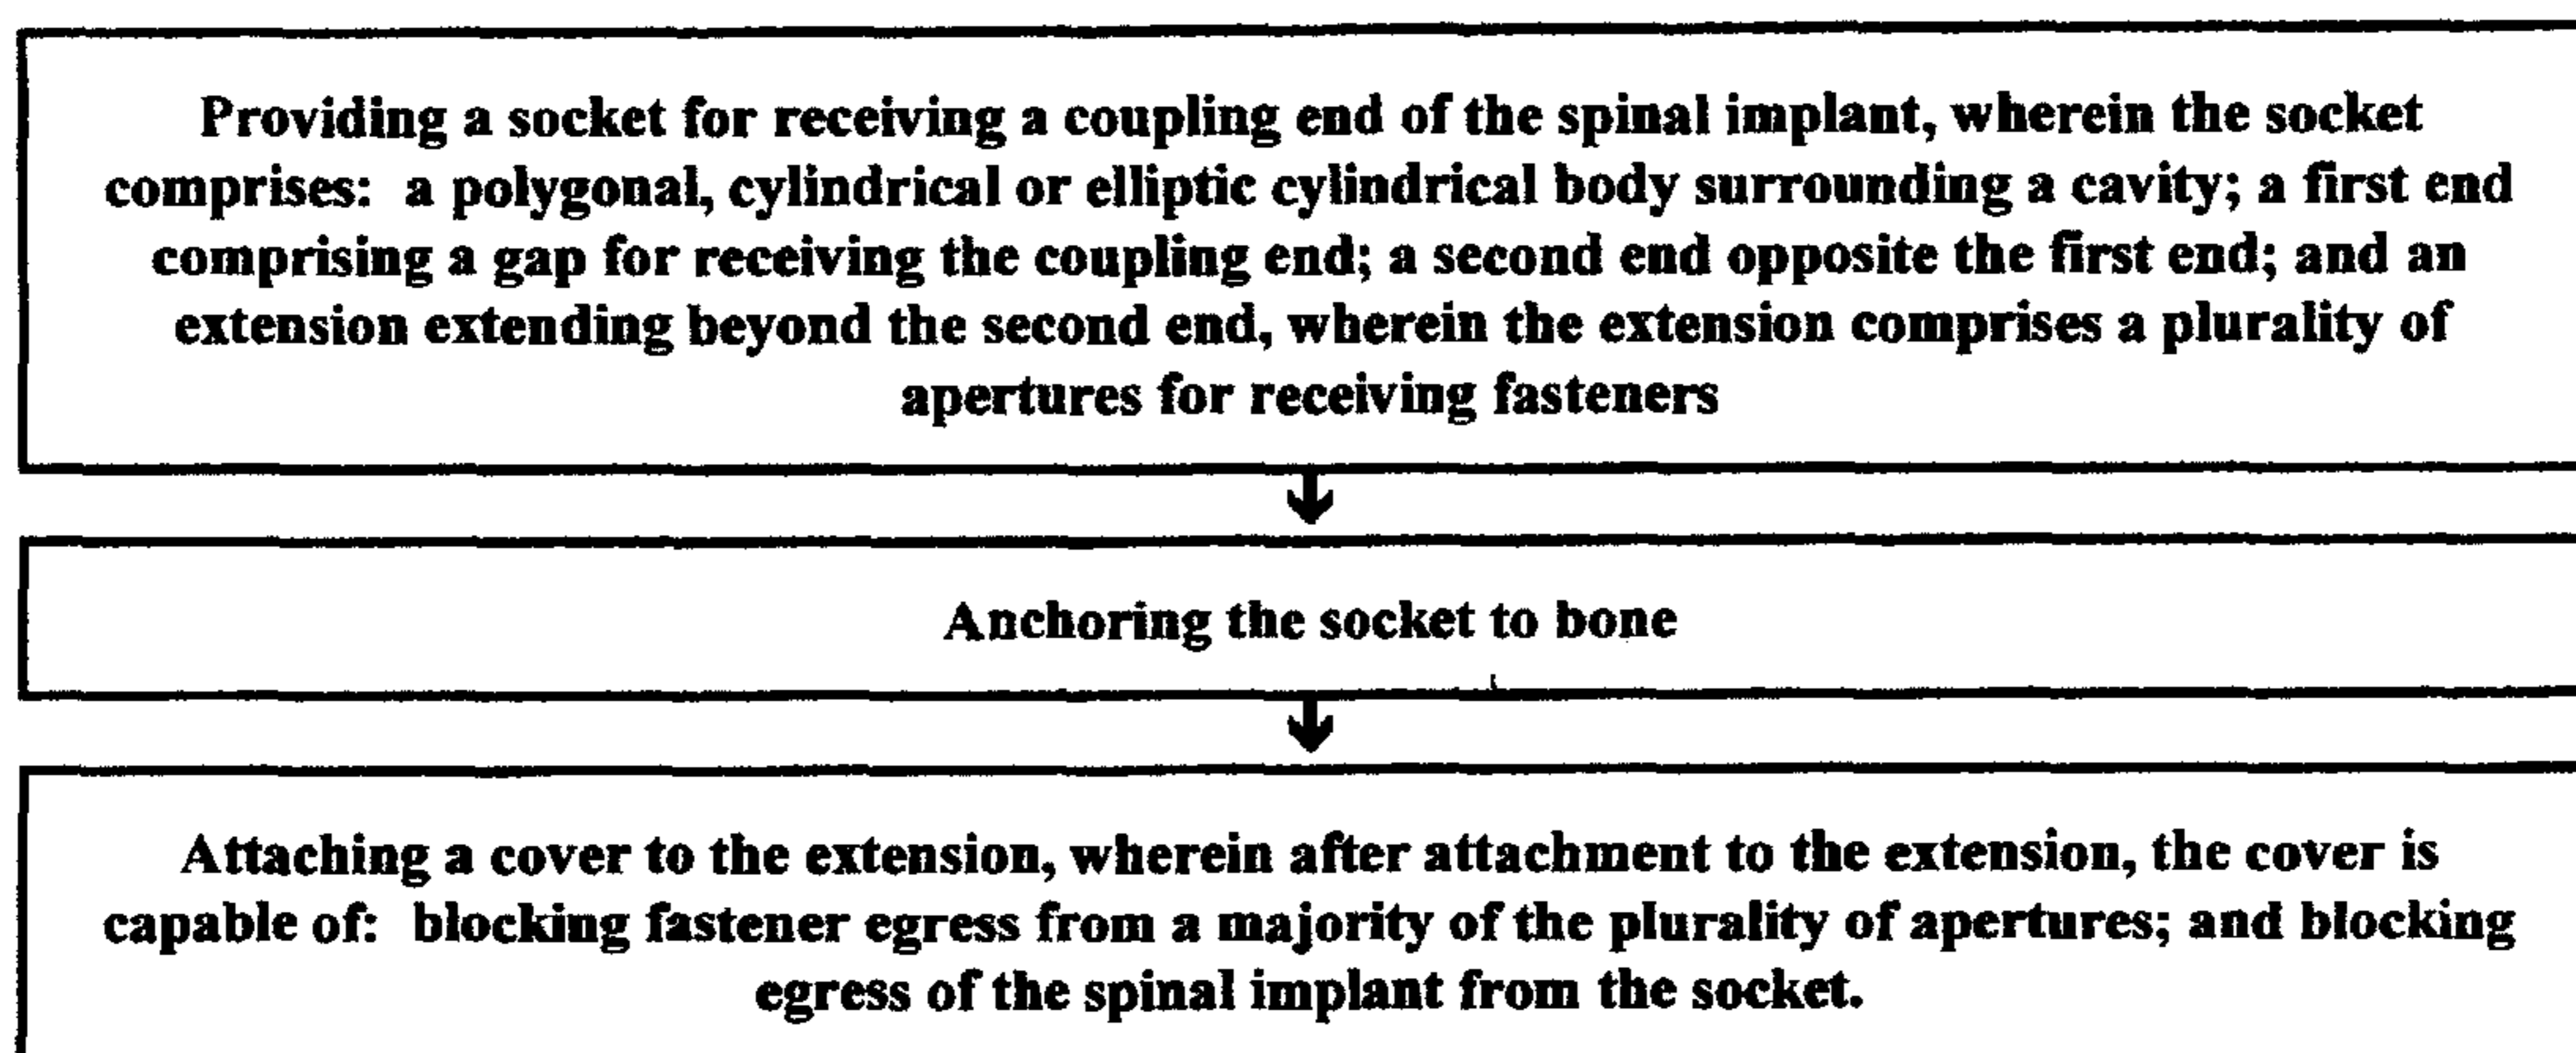 Providing a socket for receiving a coupling end of the spinal implant, wherein the socket
comprises: a polygonal, cylindrical or elliptic cylindrical body surrounding a cavity; a first end
comprising a gap for receiving the coupling end; a second end opposite the first end; and an
extension extending beyond the second end, wherein the extension comprises a plurality of
apertures for receiving fasteners
Anchoring the socket to bone
Attaching a cover to the extension, wherein after attachment to the extension, the cover is
capable of: blocking fastener egress from a majority of the plurality of apertures; and blocking
egress of the spinal implant from the socket.